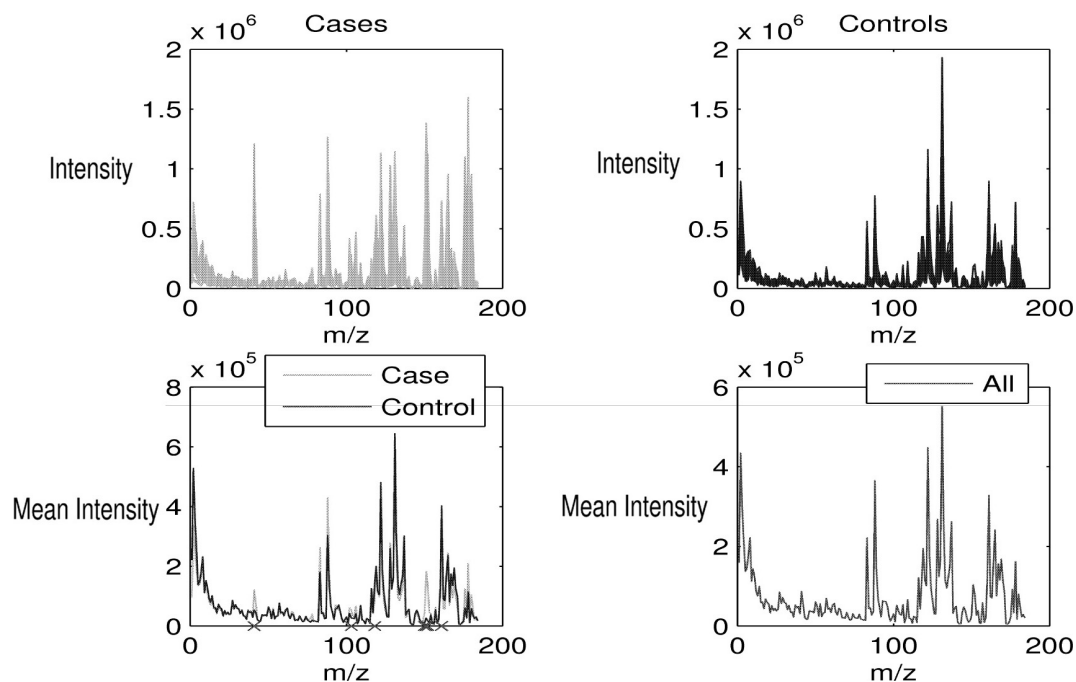 Cases
x 10^6
2
1.5
1
0.5
0
Intensity
0
100
200
m/z
Controls
x 10^6
2
1.5
1
0.5
0
Intensity
0
100
200
m/z
x 10^5
8
6
4
2
0
Mean Intensity
Case
Control
0
100
200
m/z
x 10^5
6
4
2
0
Mean Intensity
All
0
100
200
m/z